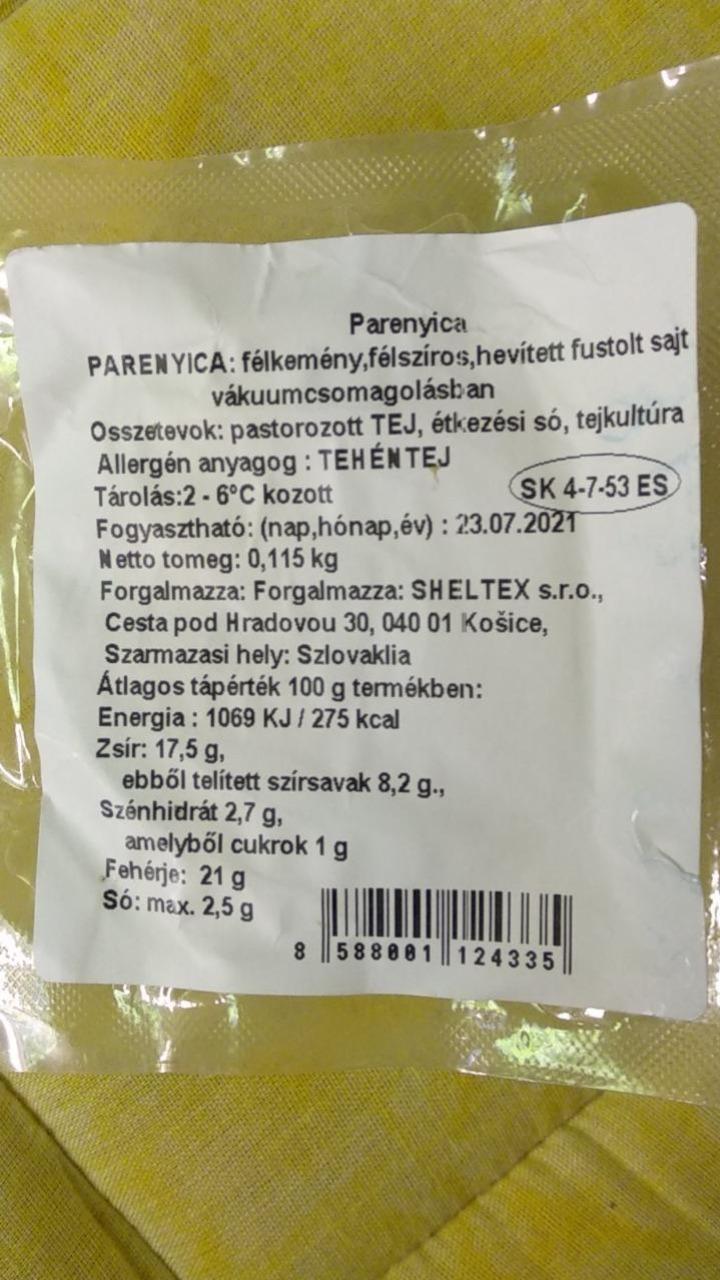 Parenyica
PARENYICA: félkemény,félszíros,hevített fustolt sajt
vákuumcsomagolásban
Osszetevok: pastorozott TEJ, étkezési só, tejkultúra
Allergén anyagog : TEHÉNTEJ
Tárolás:2 - 6°C kozott
SK 4-7-53 ES
Fogyasztható: (nap,hónap,év) : 23.07.2021
Netto tomeg: 0,115 kg
Forgalmazza: Forgalmazza: SHELTEX s.r.o.,
Cesta pod Hradovou 30, 040 01 Košice,
Szarmazasi hely: Szlovaklia
Átlagos tápérték 100 g termékben:
Energia : 1069 KJ / 275 kcal
Zsír: 17,5 g,
ebből telített szírsavak 8,2 g.,
Szénhidrát 2,7 g,
amelyből cukrok 1 g
Fehérje: 21 g
Só: max. 2,5 g
8 588001 124335